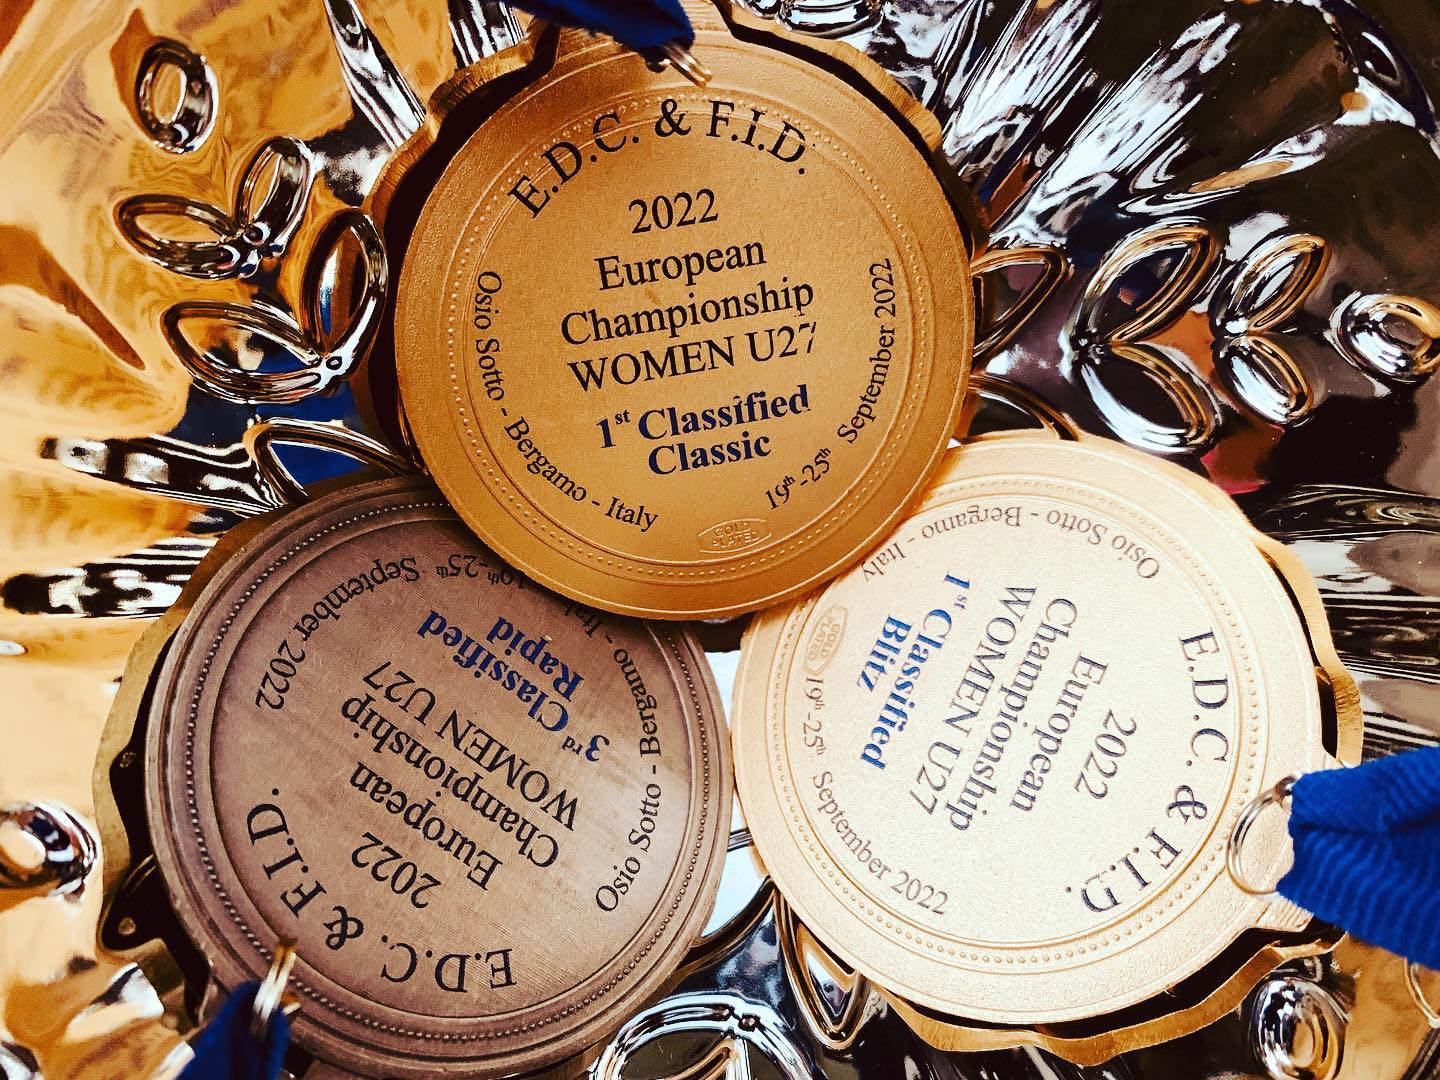 E.D.C. & F.I.D.
2022
European
Championship
WOMEN U27
1st Classified
Classic
Osio Sotto - Bergamo - Italy
19th-25th September 2022
GOLD
PLATED
E.D.C. & F.I.D.
2022
European
Championship
WOMEN U27
3rd Classified
Rapid
Osio Sotto - Bergamo -
-25th September 2022
E.D.C. & F.I.D.
2022
European
Championship
WOMEN U27
1st Classified
Blitz
Osio Sotto - Bergamo - Italy
19th-25th September 2022
GOLD
PLATED